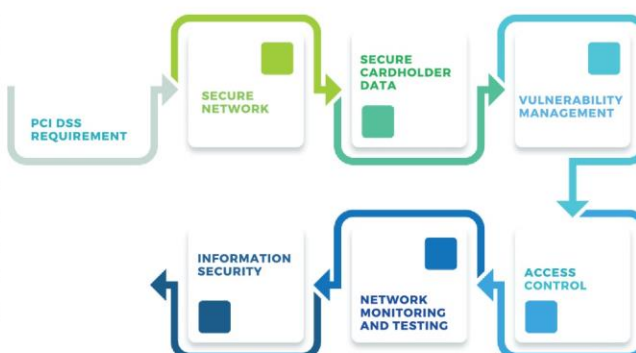 PCI DSS
REQUIREMENT
SECURE
NETWORK
SECURE
CARDHOLDER
DATA
VULNERABILITY
MANAGEMENT
ACCESS
CONTROL
NETWORK
MONITORING
AND TESTING
INFORMATION
SECURITY